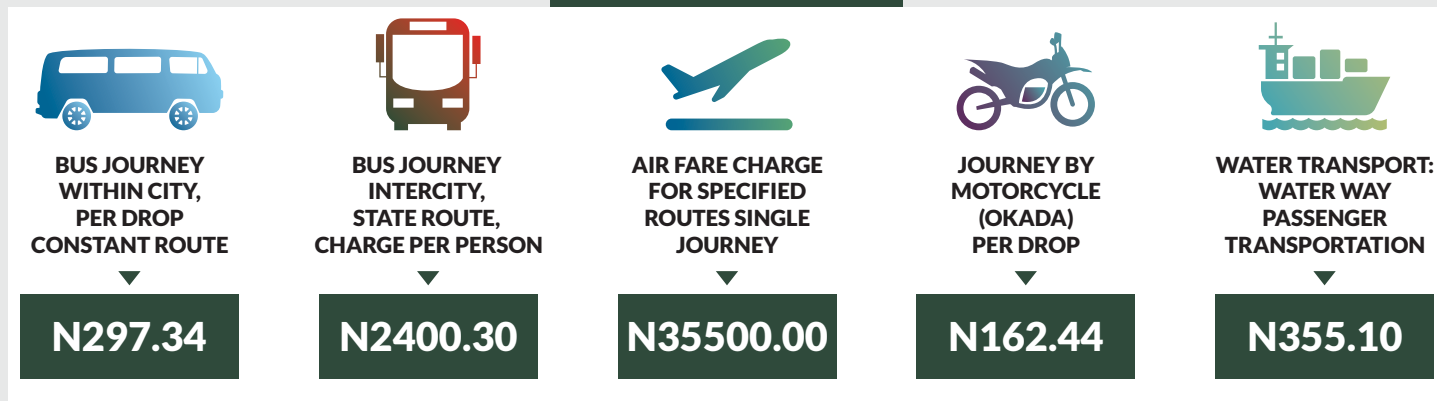 BUS JOURNEY
WITHIN CITY,
PER DROP
CONSTANT ROUTE
N297.34
BUS JOURNEY
INTERCITY,
STATE ROUTE,
CHARGE PER PERSON
N2400.30
AIR FARE CHARGE
FOR SPECIFIED
ROUTES SINGLE
JOURNEY
N35500.00
JOURNEY BY
MOTORCYCLE
(OKADA)
PER DROP
N162.44
WATER TRANSPORT:
WATER WAY
PASSENGER
TRANSPORTATION
N355.10